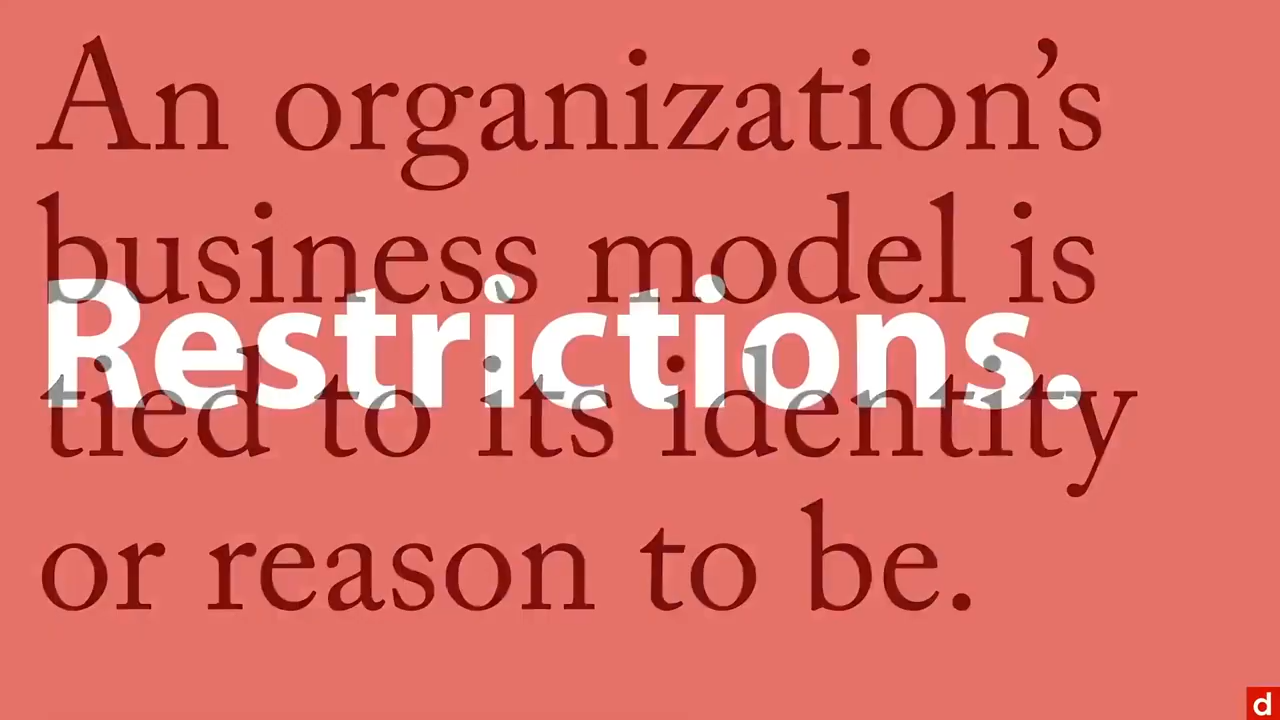 An organization’s
business model is
Restrictions.
tied to its identity
or reason to be.
d